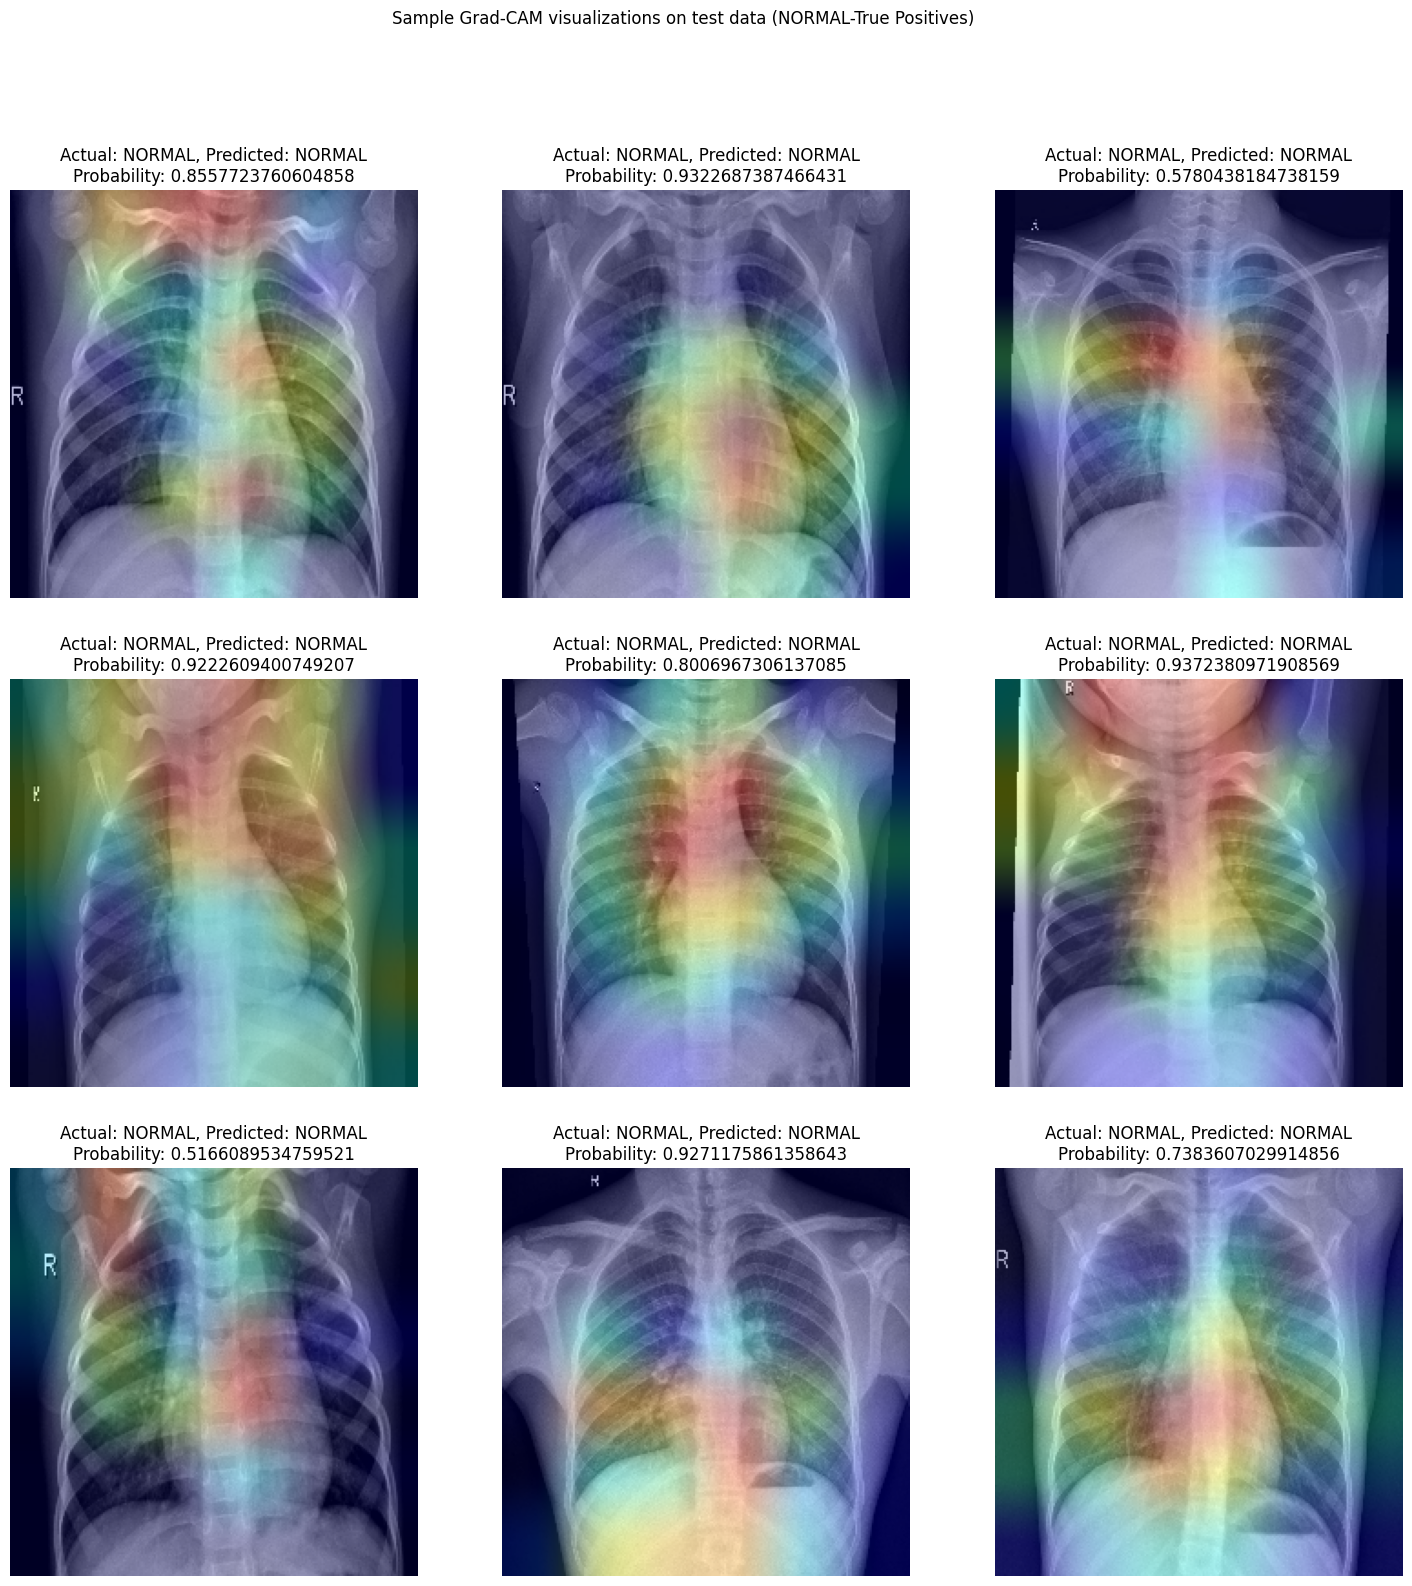 Sample Grad-CAM visualizations on test data (NORMAL-True Positives)
Actual: NORMAL, Predicted: NORMAL
Probability: 0.8557723760604858
Actual: NORMAL, Predicted: NORMAL
Probability: 0.9322687387466431
Actual: NORMAL, Predicted: NORMAL
Probability: 0.5780438184738159
R
R
Actual: NORMAL, Predicted: NORMAL
Probability: 0.9222609400749207
Actual: NORMAL, Predicted: NORMAL
Probability: 0.8006967306137085
Actual: NORMAL, Predicted: NORMAL
Probability: 0.9372380971908569
R
Actual: NORMAL, Predicted: NORMAL
Probability: 0.5166089534759521
Actual: NORMAL, Predicted: NORMAL
Probability: 0.9271175861358643
Actual: NORMAL, Predicted: NORMAL
Probability: 0.7383607029914856
R
R
R